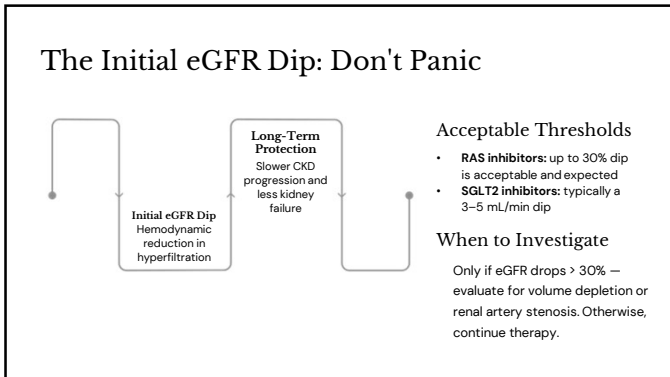 The Initial eGFR Dip: Don't Panic
Initial eGFR Dip
Hemodynamic
reduction in
hyperfiltration
Long-Term
Protection
Slower CKD
progression and
less kidney
failure
Acceptable Thresholds
• RAS inhibitors: up to 30% dip
is acceptable and expected
• SGLT2 inhibitors: typically a
3–5 mL/min dip
When to Investigate
Only if eGFR drops > 30% —
evaluate for volume depletion or
renal artery stenosis. Otherwise,
continue therapy.